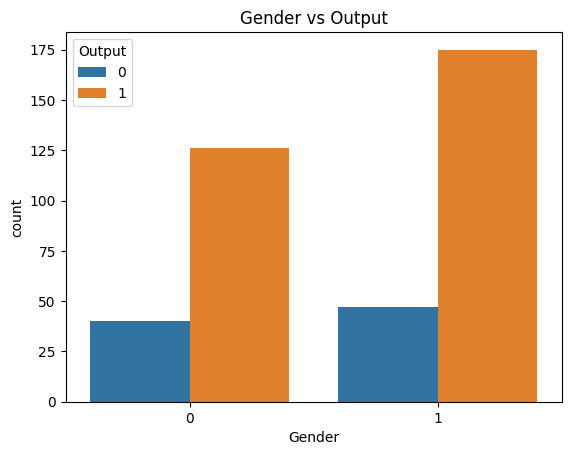 Gender vs Output
Output
0
1
count
175
150
125
100
75
50
25
0
0 1
Gender